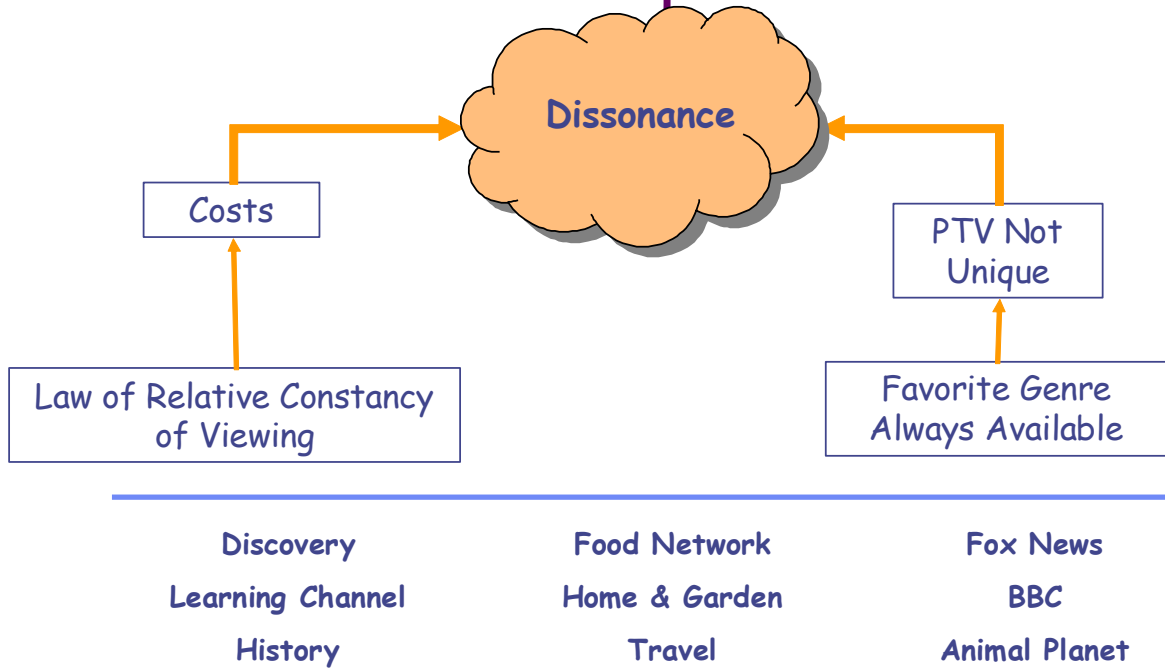 Dissonance
Costs
PTV Not
Unique
Law of Relative Constancy
of Viewing
Favorite Genre
Always Available
Discovery
Food Network
Fox News
Learning Channel
Home & Garden
BBC
History
Travel
Animal Planet